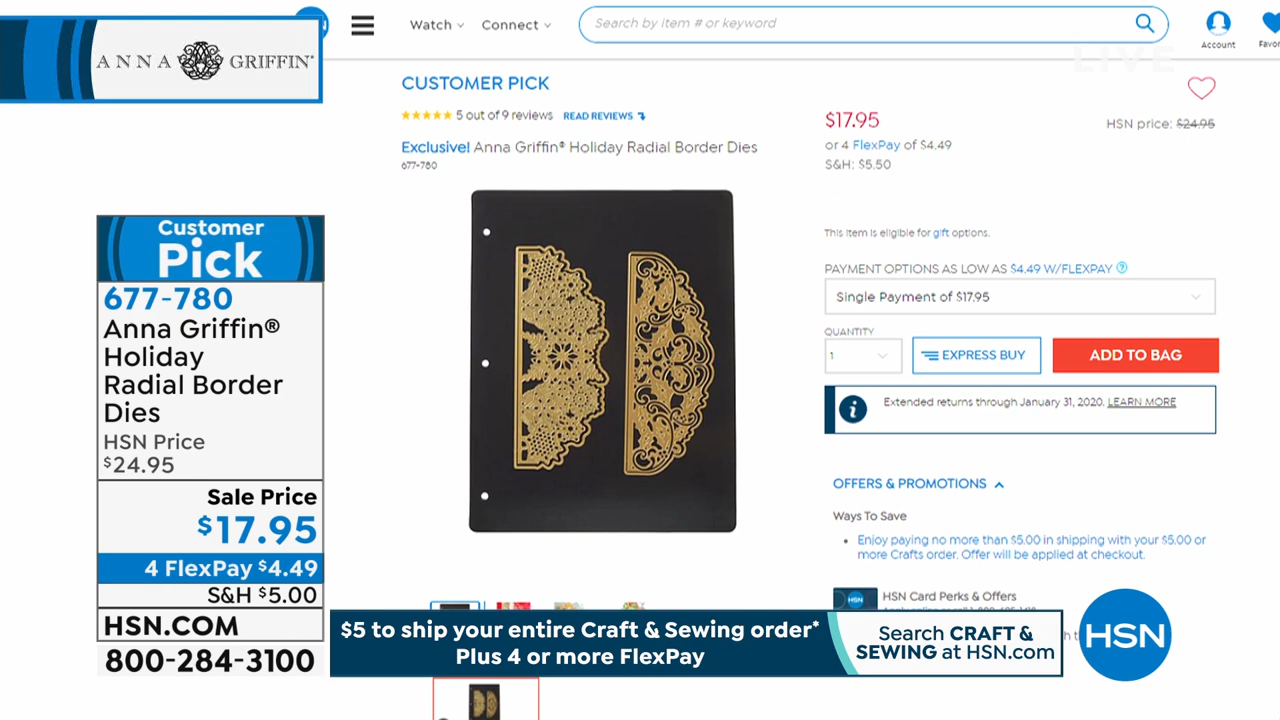 ANNA GRIFFIN®
Watch
Connect
Search by item # or keyword
Account
LIVE
CUSTOMER PICK
5 out of 9 reviews
READ REVIEWS
Exclusive! Anna Griffin® Holiday Radial Border Dies
677-780
$17.95
HSN price: $24.95
or 4 FlexPay of $4.49
S&H: $5.50
This item is eligible for gift options.
PAYMENT OPTIONS AS LOW AS $4.49 W/FLEXPAY ?
Single Payment of $17.95
QUANTITY
1
EXPRESS BUY
ADD TO BAG
i
Extended returns through January 31, 2020. LEARN MORE
OFFERS & PROMOTIONS
Ways To Save
• Enjoy paying no more than $5.00 in shipping with your $5.00 or
more Crafts order. Offer will be applied at checkout.
HSN
HSN Card Perks & Offers
Customer
Pick
677-780
Anna Griffin®
Holiday
Radial Border
Dies
HSN Price
$24.95
Sale Price
$17.95
4 FlexPay $4.49
S&H $5.00
HSN.COM
800-284-3100
$5 to ship your entire Craft & Sewing order*
Plus 4 or more FlexPay
Search CRAFT &
SEWING at HSN.com
HSN